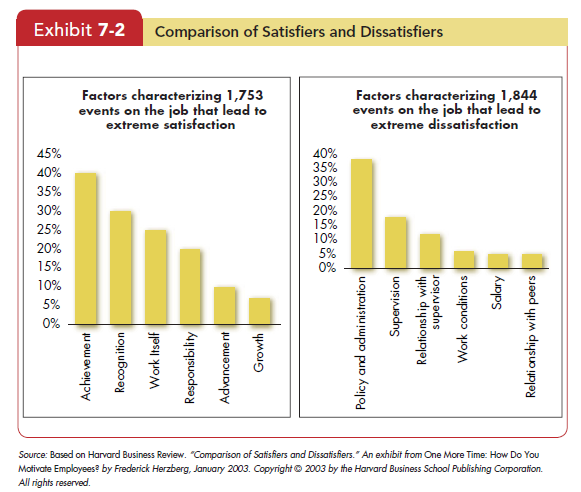 Exhibit 7-2
Comparison of Satisfiers and Dissatisfiers
Factors characterizing 1,753
events on the job that lead to
extreme satisfaction
45%
40%
35%
30%
25%
20%
15%
10%
5%
0%
Achievement
Recognition
Work Itself
Responsibility
Advancement
Growth
Factors characterizing 1,844
events on the job that lead to
extreme dissatisfaction
40%
35%
30%
25%
20%
15%
10%
5%
0%
Policy and administration
Supervision
Relationship with
supervisor
Work conditions
Salary
Relationship with peers
Source: Based on Harvard Business Review. “Comparison of Satisfiers and Dissatisfiers.” An exhibit from One More Time: How Do You
Motivate Employees? by Frederick Herzberg, January 2003. Copyright © 2003 by the Harvard Business School Publishing Corporation.
All rights reserved.